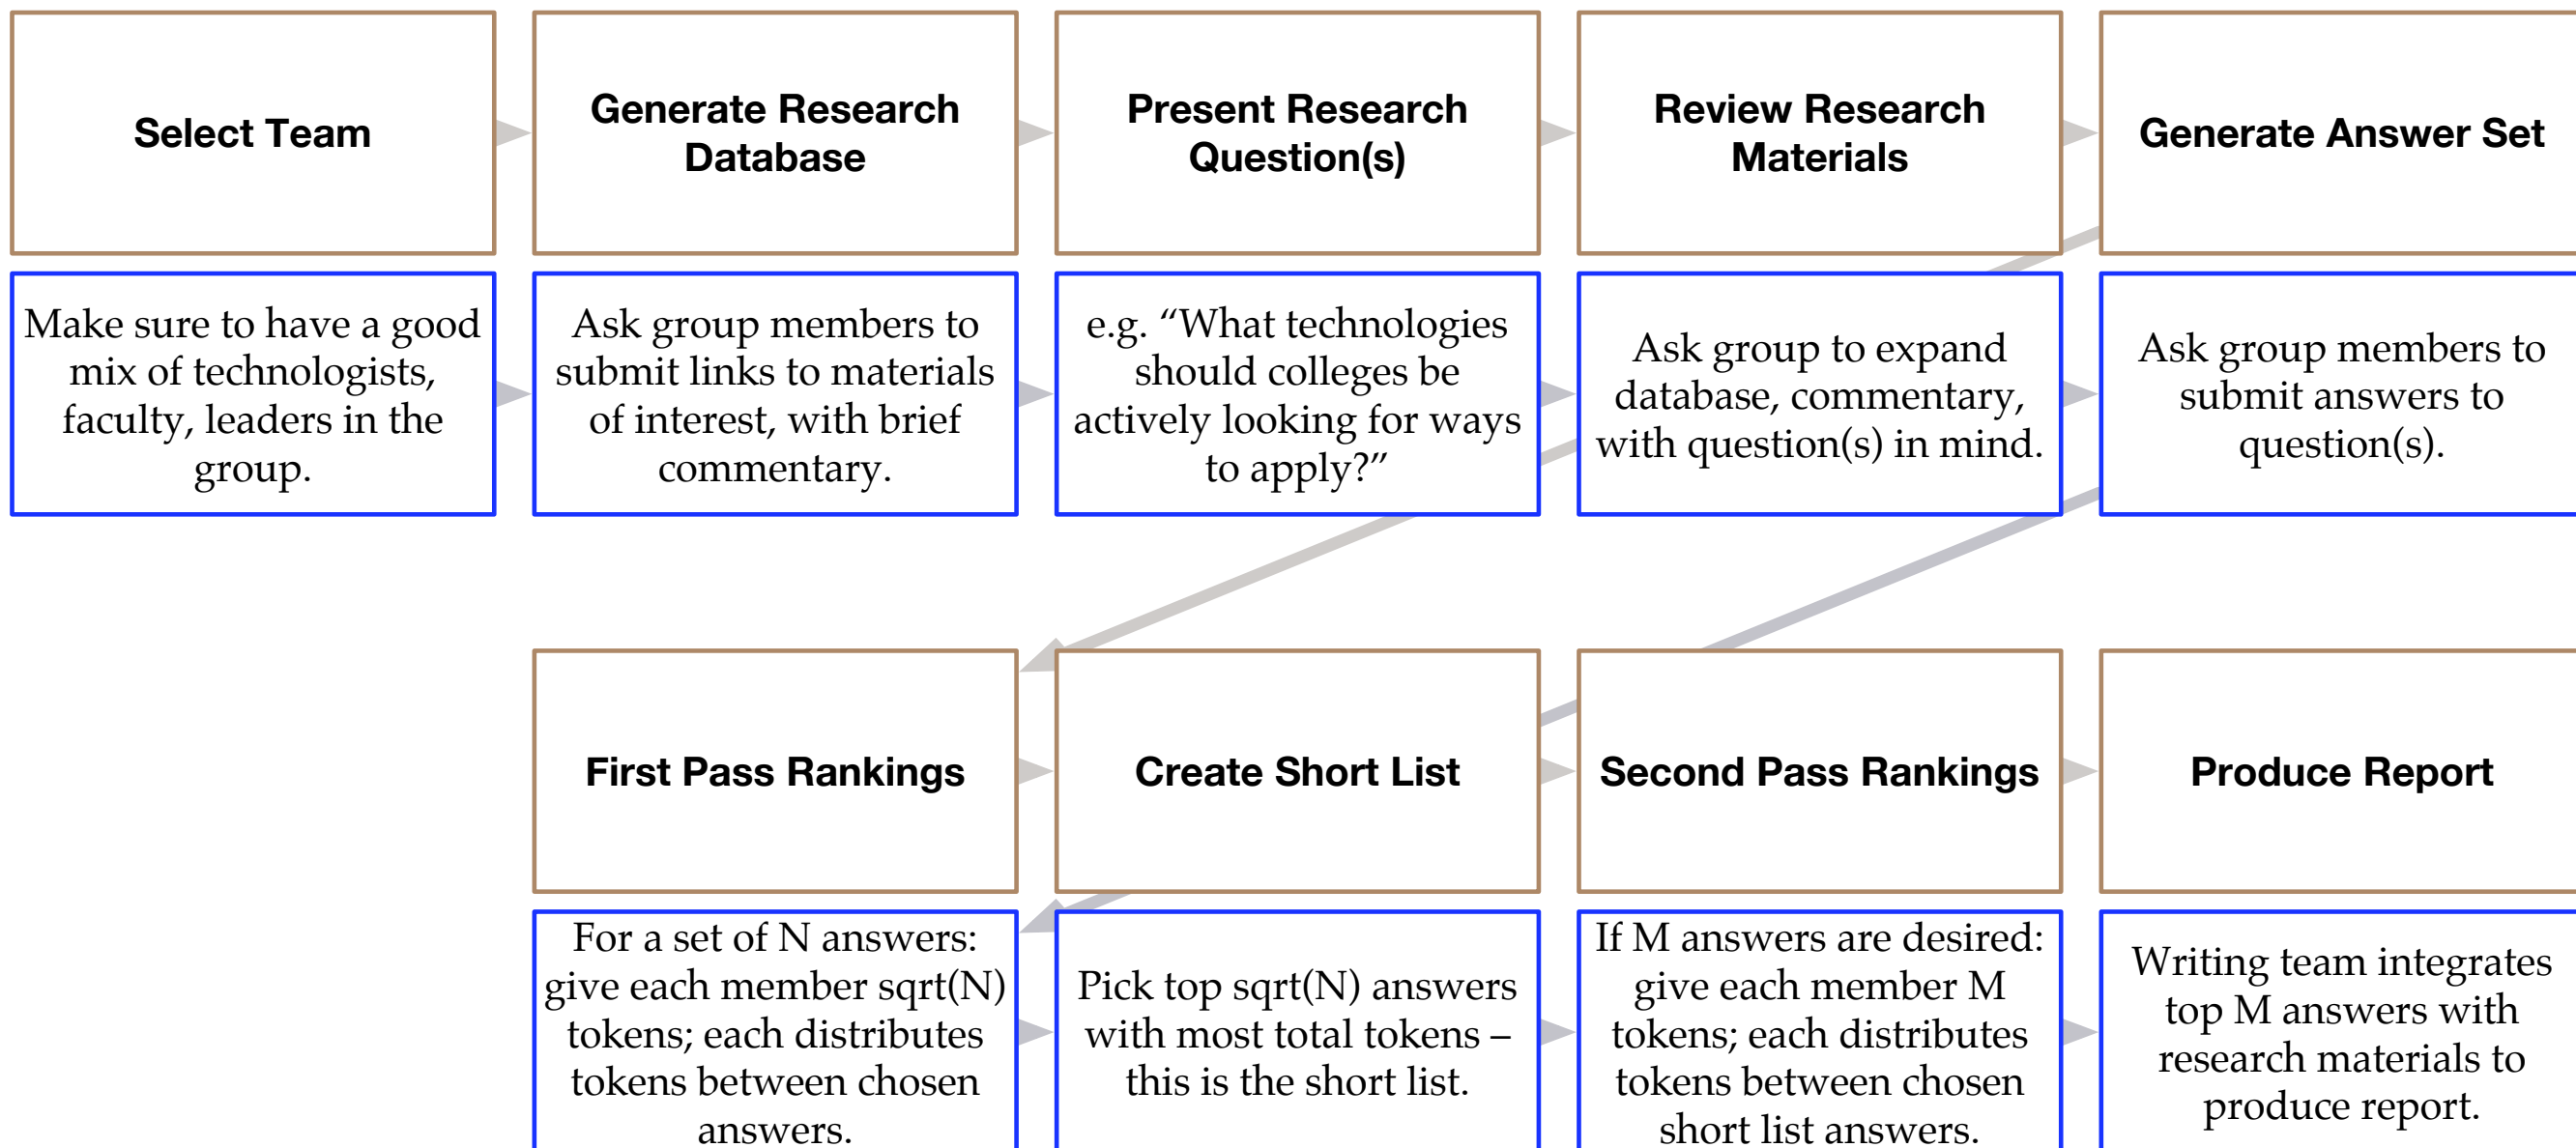 Select Team
Generate Research
Database
Present Research
Question(s)
Review Research
Materials
Generate Answer Set
Make sure to have a good
mix of technologists,
faculty, leaders in the
group.
Ask group members to
submit links to materials
of interest, with brief
commentary.
e.g. “What technologies
should colleges be
actively looking for ways
to apply?”
Ask group to expand
database, commentary,
with question(s) in mind.
Ask group members to
submit answers to
question(s).
First Pass Rankings
Create Short List
Second Pass Rankings
Produce Report
For a set of N answers:
give each member sqrt(N)
tokens; each distributes
tokens between chosen
answers.
Pick top sqrt(N) answers
with most total tokens –
this is the short list.
If M answers are desired:
give each member M
tokens; each distributes
tokens between chosen
short list answers.
Writing team integrates
top M answers with
research materials to
produce report.